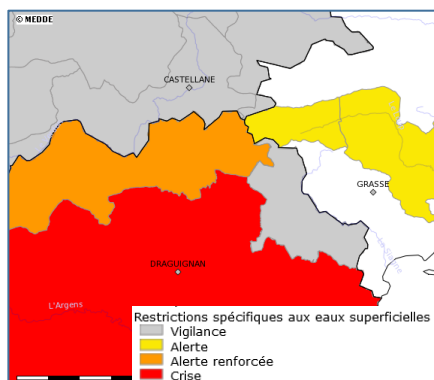 © MEDDE
CASTELLANE
GRASSE
DRAGUIGNAN
L'Argens
Restrictions spécifiques aux eaux superficielles
Vigilance
Alerte
Alerte renforcée
Crise